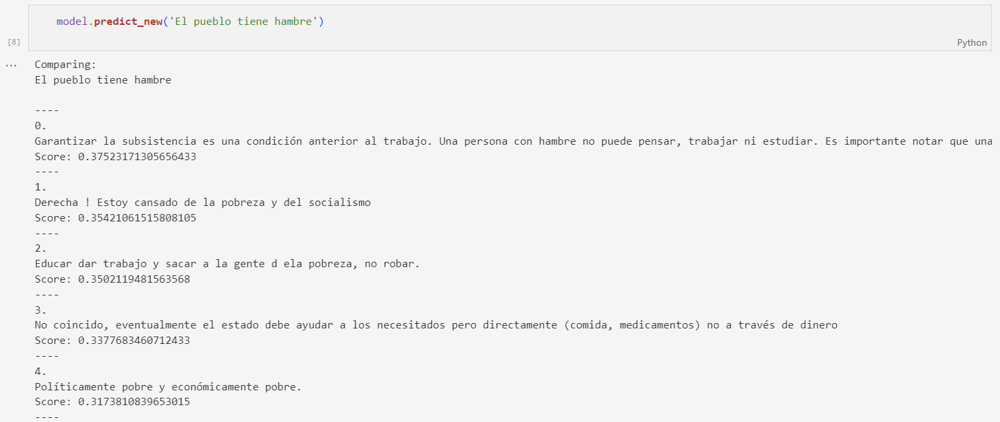 model.predict_new('El pueblo tiene hambre')
[8]
Python
...
Comparing:
El pueblo tiene hambre
----
0.
Garantizar la subsistencia es una condición anterior al trabajo. Una persona con hambre no puede pensar, trabajar ni estudiar. Es importante notar que una
Score: 0.37523171305656433
----
1.
Derecha ! Estoy cansado de la pobreza y del socialismo
Score: 0.35421061515808105
----
2.
Educar dar trabajo y sacar a la gente d ela pobreza, no robar.
Score: 0.3502119481563568
----
3.
No coincido, eventualmente el estado debe ayudar a los necesitados pero directamente (comida, medicamentos) no a través de dinero
Score: 0.3377683460712433
----
4.
Políticamente pobre y económicamente pobre.
Score: 0.3173810839653015
----